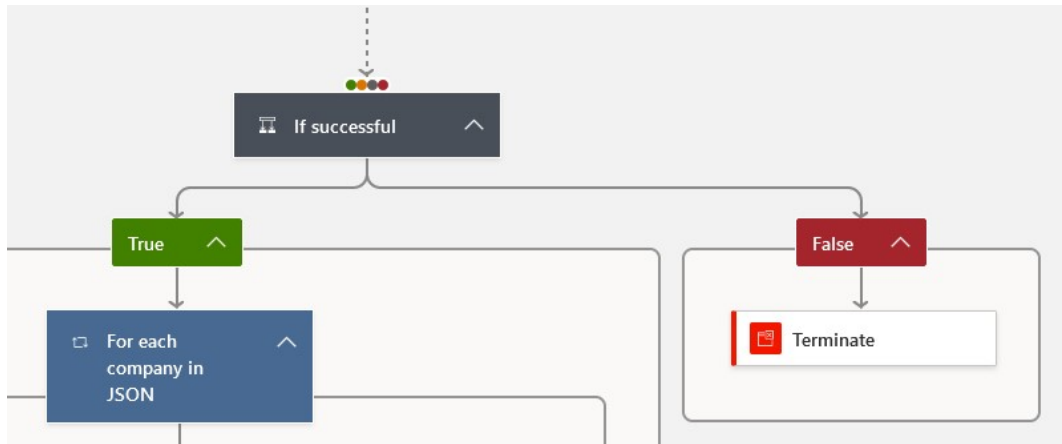 If successful
True
False
For each
company in
JSON
Terminate